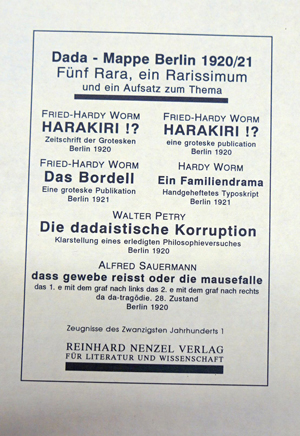 Dada - Mappe Berlin 1920/21
Fünf Rara, ein Rarissimum
und ein Aufsatz zum Thema
FRIED-HARDY WORM
HARAKIRI !?
Zeitschrift der Grotesken
Berlin 1920
FRIED-HARDY WORM
HARAKIRI !?
eine groteske publication
Berlin 1920
FRIED-HARDY WORM
Das Bordell
Eine groteske Publikation
Berlin 1921
HARDY WORM
Ein Familiendrama
Handgeheftetes Typoskript
Berlin 1921
WALTER PETRY
Die dadaistische Korruption
Klarstellung eines erledigten Philosophieversuches
Berlin 1920
ALFRED SAUERMANN
dass gewebe reisst oder die mausefalle
das 1. e mit dem graf nach links das 2. e mit dem graf nach rechts
da da-tragödie. 28. Zustand
Berlin 1920
Zeugnisse des Zwanzigsten Jahrhunderts 1
REINHARD NENZEL VERLAG
FÜR LITERATUR UND WISSENSCHAFT